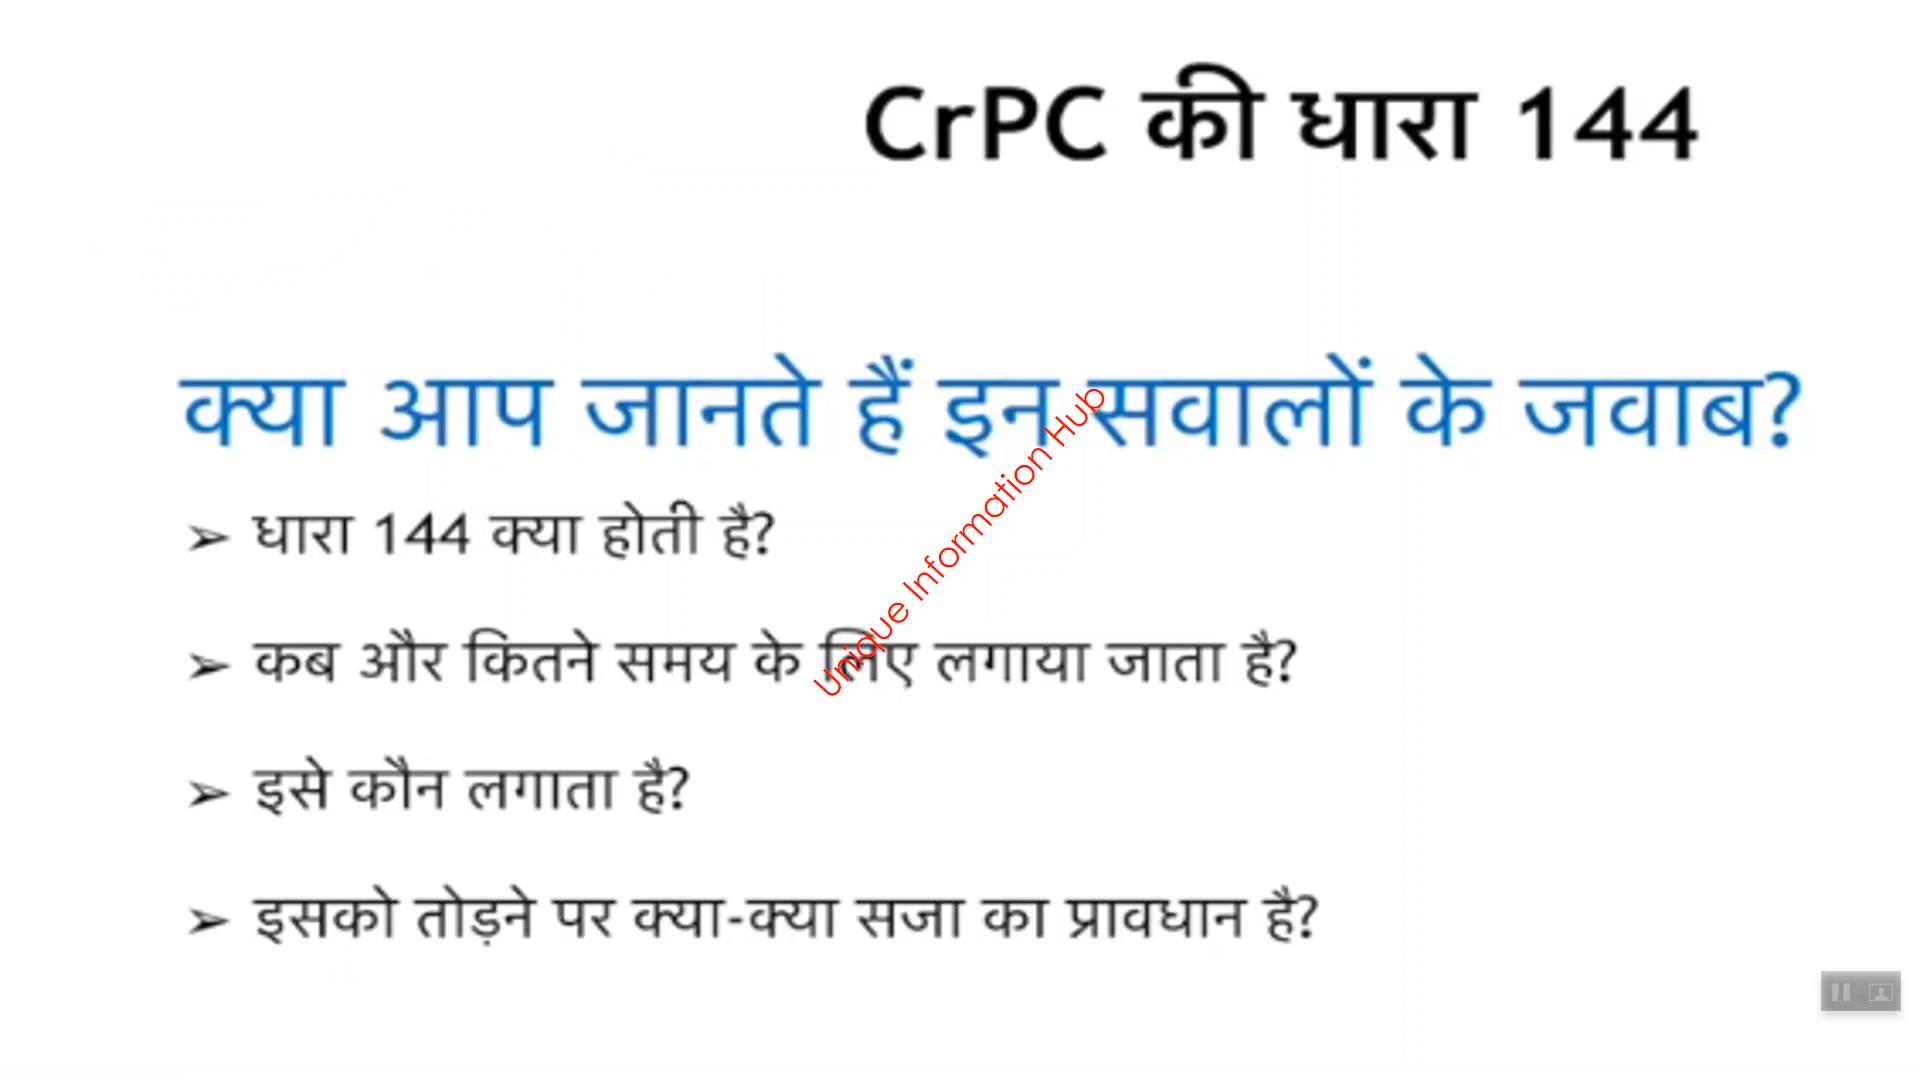 CrPC की धारा 144
क्या आप जानते हैं इन सवालों के जवाब?
➢ धारा 144 क्या होती है?
➢ कब और कितने समय के लिए लगाया जाता है?
➢ इसे कौन लगाता है?
➢ इसको तोड़ने पर क्या-क्या सजा का प्रावधान है?
Unique Information Hub